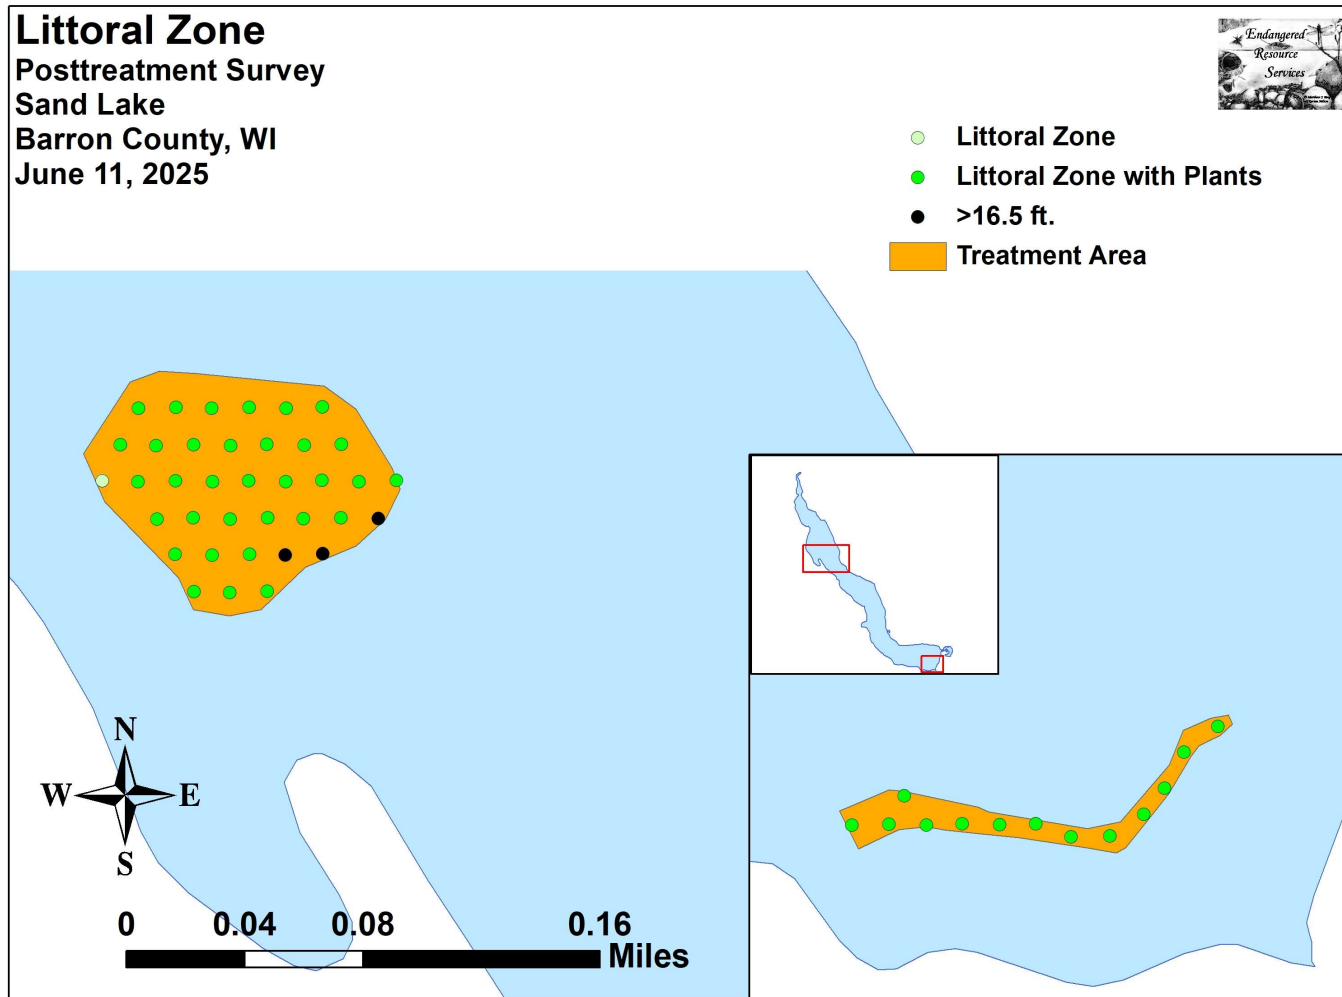 Littoral Zone
Posttreatment Survey
Sand Lake
Barron County, WI
June 11, 2025
Endangered
Resource
Services
Littoral Zone
Littoral Zone with Plants
>16.5 ft.
Treatment Area
N
W E
S
0 0.04 0.08 0.16
Miles